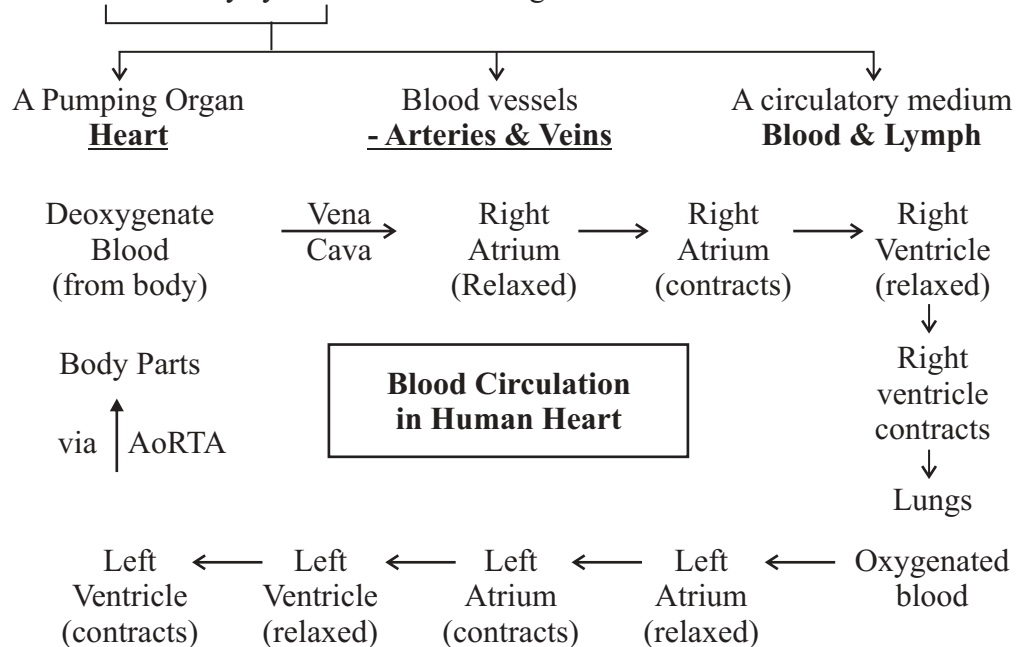 A Pumping Organ
Heart
Blood vessels
- Arteries & Veins
A circulatory medium
Blood & Lymph
Deoxygenate
Blood
(from body)
Vena
Cava
Right
Atrium
(Relaxed)
Right
Atrium
(contracts)
Right
Ventricle
(relaxed)
Right
ventricle
contracts
Lungs
Body Parts
via AoRTA
Blood Circulation
in Human Heart
Left
Ventricle
(contracts)
Left
Ventricle
(relaxed)
Left
Atrium
(contracts)
Left
Atrium
(relaxed)
Oxygenated
blood